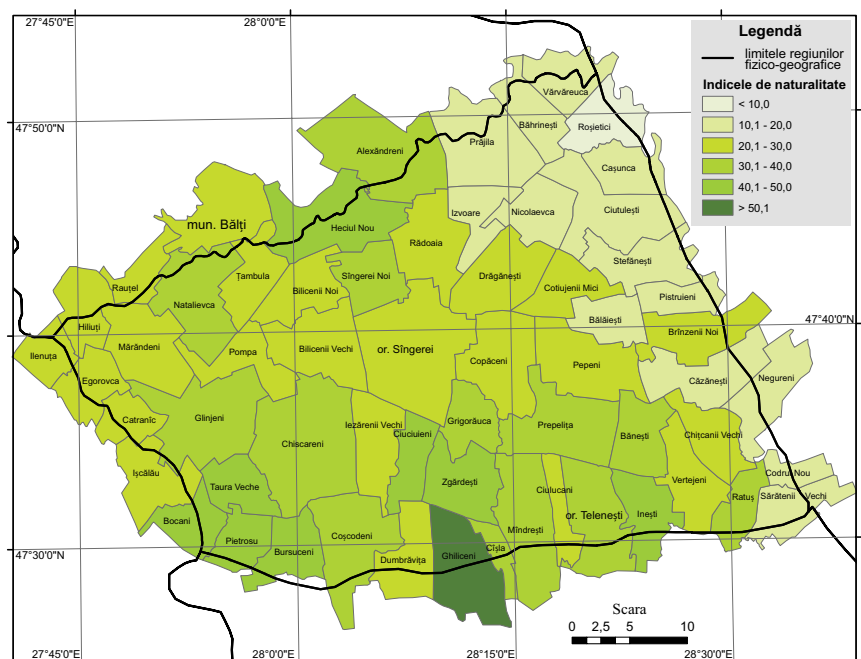 27°45'0"E
28°0'0"E
28°15'0"E
Legendă
limitele regiunilor
fizico-geografice
Indicele de naturalitate
< 10,0
10,1 - 20,0
20,1 - 30,0
30,1 - 40,0
40,1 - 50,0
> 50,1
47°50'0"N
Vărvăreuca
Băhrinești
Roșietici
Prăjila
Alexăndreni
Cașunca
Izvoare
Nicolaevca
Ciutulești
mun. Bălți
Heciul Nou
Rădoaia
Ștefănești
Rauțel
Țambula
Sîngerei Noi
Drăgănești
Natalievca
Bilicenii Noi
Cotiujenii Mici
Pistruieni
Hiliuți
Bălăiești
Brînzenii Noi
47°40'0"N
Ilenuța
Mărăndeni
Pompa
Bilicenii Vechi
or. Sîngerei
Copăceni
Pepeni
Egorovca
Căzănești
Negureni
Catranîc
Glinjeni
Iezărenii Vechi
Grigorăuca
Prepelița
Chiscareni
Ciuciuieni
Bănești
Chițcanii Vechi
Ișcălău
Taura Veche
Zgărdești
Ciulucani
Vertejeni
Codru Nou
Ratuș
Sărătenii Vechi
Bocani
Inești
or. Telenești
Pietrosu
Coșcodeni
Mîndrești
47°30'0"N
Bursuceni
Dumbrăvița
Ghiliceni
Cîșla
Scara
0 2,5 5 10
27°45'0"E
28°0'0"E
28°15'0"E
28°30'0"E